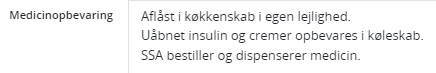 Medicinopbevaring
Aflåst i køkkenskab i egen lejlighed.
Uåbnet insulin og cremer opbevares i køleskab.
SSA bestiller og dispenserer medicin.